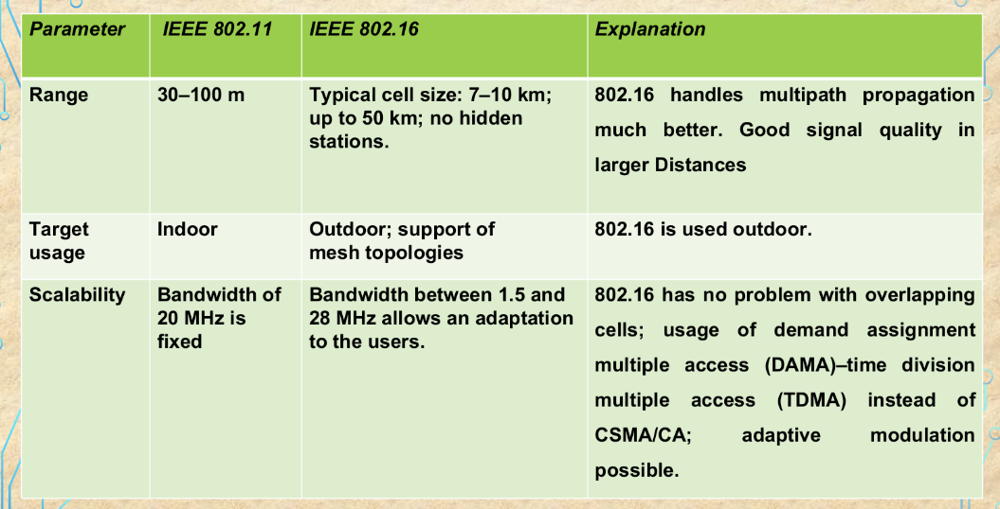 Parameter IEEE 802.11 IEEE 802.16 Explanation
Range
30–100 m
Typical cell size: 7–10 km;
up to 50 km; no hidden
stations.
802.16 handles multipath propagation
much better. Good signal quality in
larger Distances
Target
usage
Indoor
Outdoor; support of
mesh topologies
802.16 is used outdoor.
Scalability
Bandwidth of
20 MHz is
fixed
Bandwidth between 1.5 and
28 MHz allows an adaptation
to the users.
802.16 has no problem with overlapping
cells; usage of demand assignment
multiple access (DAMA)–time division
multiple access (TDMA) instead of
CSMA/CA; adaptive modulation
possible.